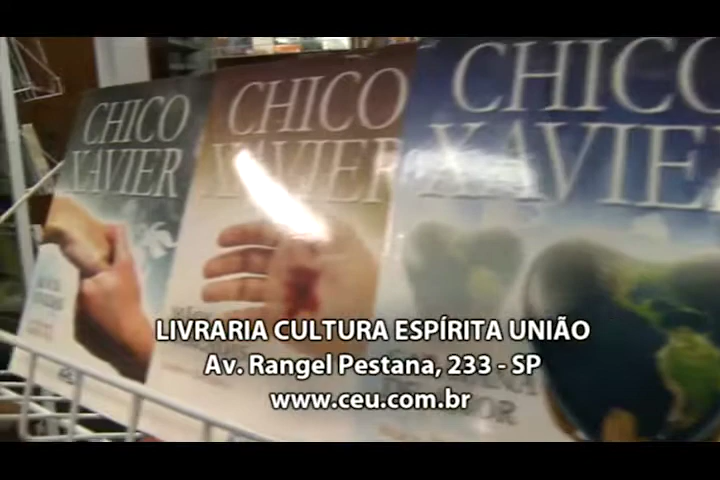 CHICO
XAVIER
CHICO
XAVIER
CHICO
XAVIER
LIVRARIA CULTURA ESPÍRITA UNIÃO
Av. Rangel Pestana, 233 - SP
www.ceu.com.br